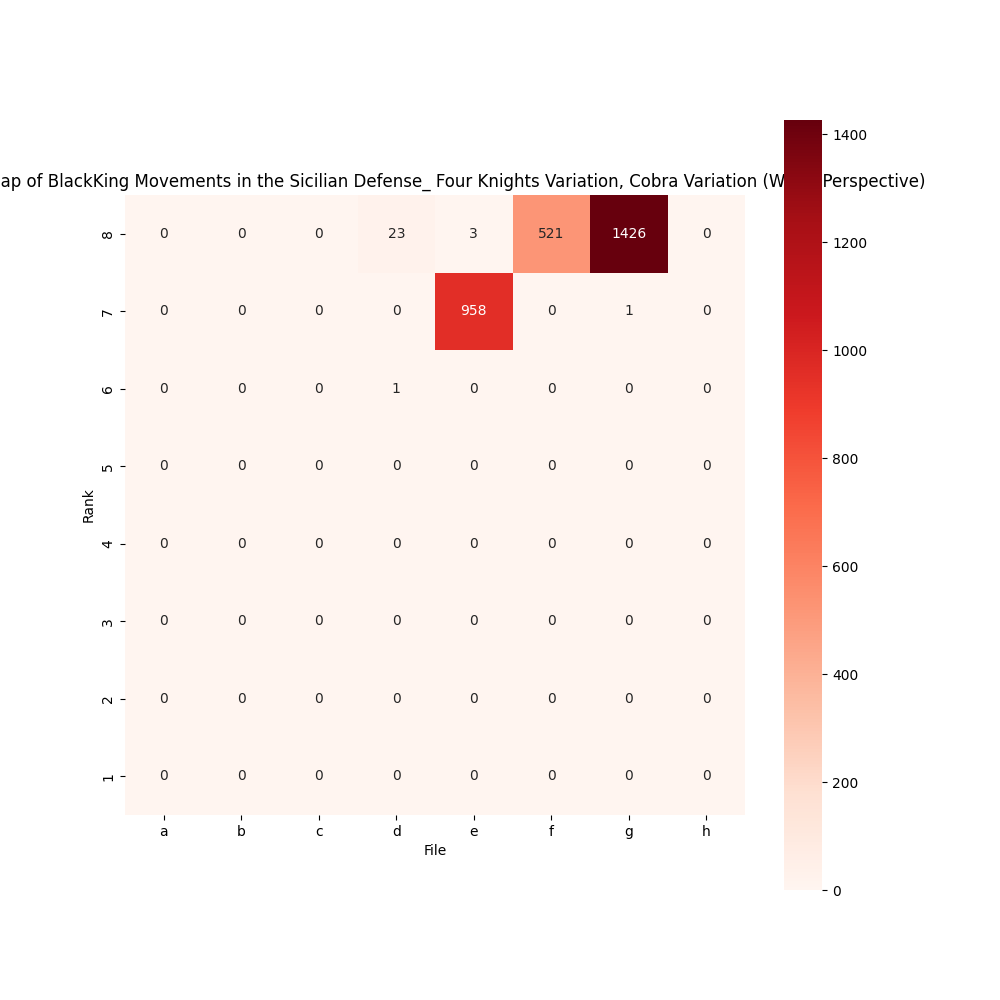 ap of BlackKing Movements in the Sicilian Defense_ Four Knights Variation, Cobra Variation (W Perspective)
1400
1200
1000
800
600
400
200
0
Rank
8 0 0 0 23 3 521 1426 0
7 0 0 0 0 958 0 1 0
6 0 0 0 1 0 0 0 0
5 0 0 0 0 0 0 0 0
4 0 0 0 0 0 0 0 0
3 0 0 0 0 0 0 0 0
2 0 0 0 0 0 0 0 0
1 0 0 0 0 0 0 0 0
a b c d e f g h
File